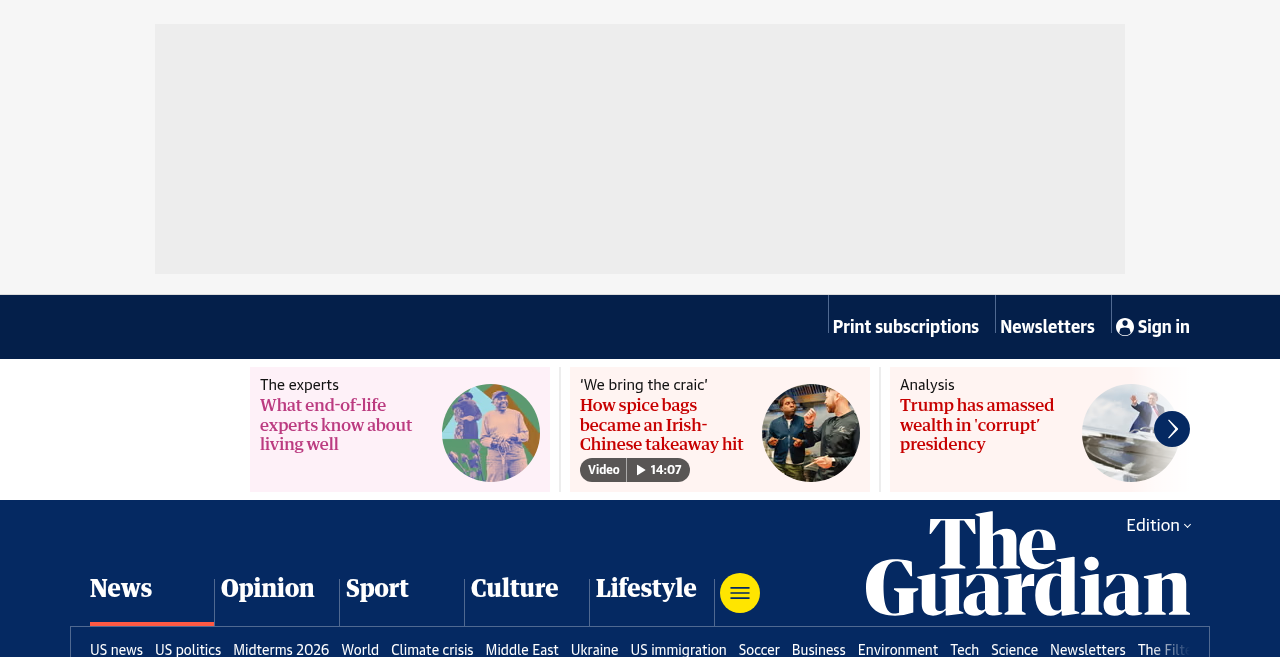 Print subscriptions
Newsletters
Sign in
The experts
What end-of-life
experts know about
living well
‘We bring the craic’
How spice bags
became an Irish-
Chinese takeaway hit
Video 14:07
Analysis
Trump has amassed
wealth in 'corrupt'
presidency
Edition
The
Guardian
News
Opinion
Sport
Culture
Lifestyle
US news
US politics
Midterms 2026
World
Climate crisis
Middle East
Ukraine
US immigration
Soccer
Business
Environment
Tech
Science
Newsletters
The